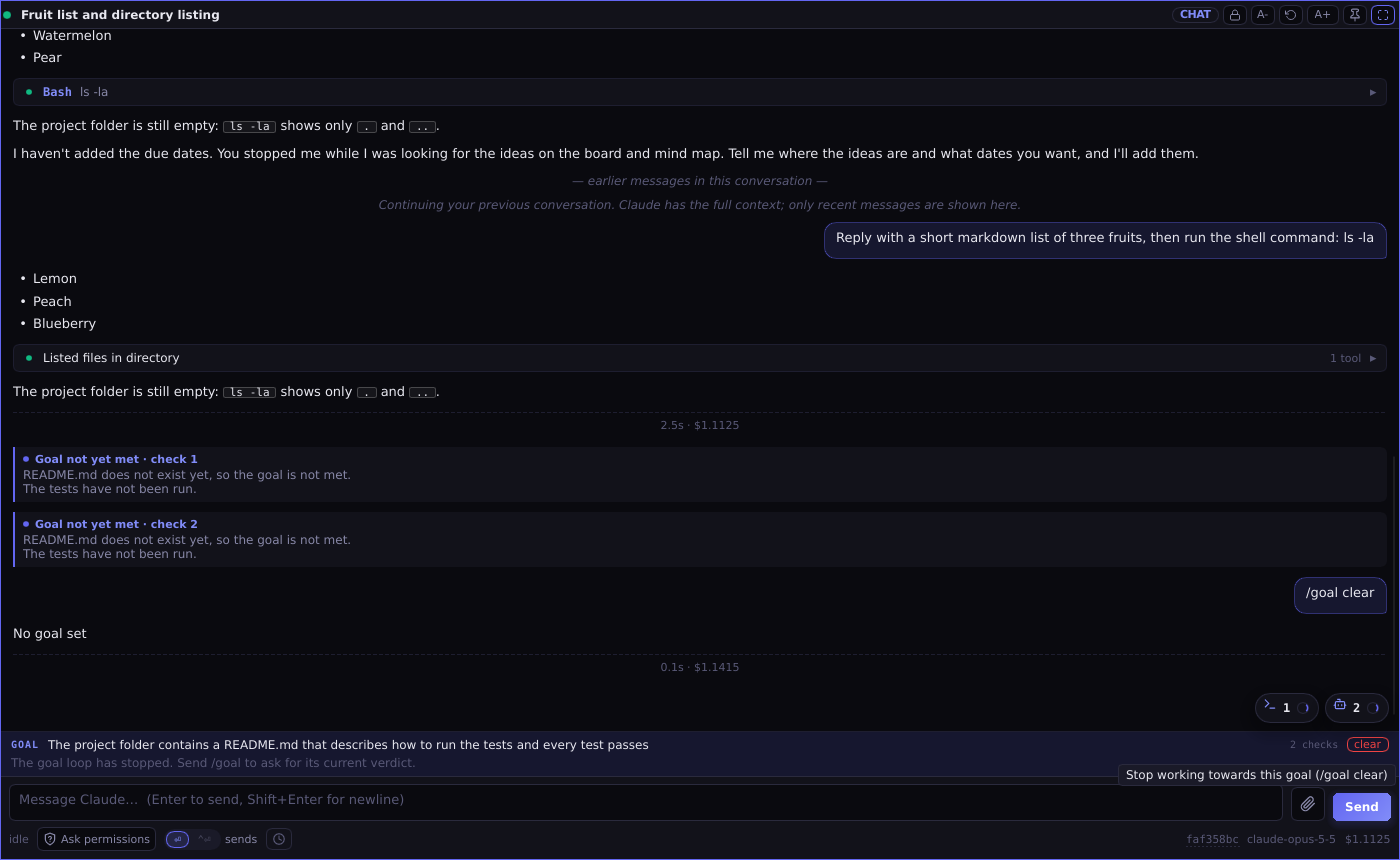 Fruit list and directory listing
CHAT
A-
A+
• Watermelon
• Pear
Bash ls -la
The project folder is still empty: ls -la shows only . and ...
I haven't added the due dates. You stopped me while I was looking for the ideas on the board and mind map. Tell me where the ideas are and what dates you want, and I'll add them.
— earlier messages in this conversation —
Continuing your previous conversation. Claude has the full context; only recent messages are shown here.
Reply with a short markdown list of three fruits, then run the shell command: ls -la
• Lemon
• Peach
• Blueberry
Listed files in directory 1 tool
The project folder is still empty: ls -la shows only . and ...
2.5s · $1.1125
Goal not yet met · check 1
README.md does not exist yet, so the goal is not met.
The tests have not been run.
Goal not yet met · check 2
README.md does not exist yet, so the goal is not met.
The tests have not been run.
/goal clear
No goal set
0.1s · $1.1415
1 2
GOAL The project folder contains a README.md that describes how to run the tests and every test passes 2 checks clear
The goal loop has stopped. Send /goal to ask for its current verdict.
Stop working towards this goal (/goal clear)
Message Claude… (Enter to send, Shift+Enter for newline)
Send
idle Ask permissions ⏎ ^⏎ sends faf358bc claude-opus-5-5 $1.1125